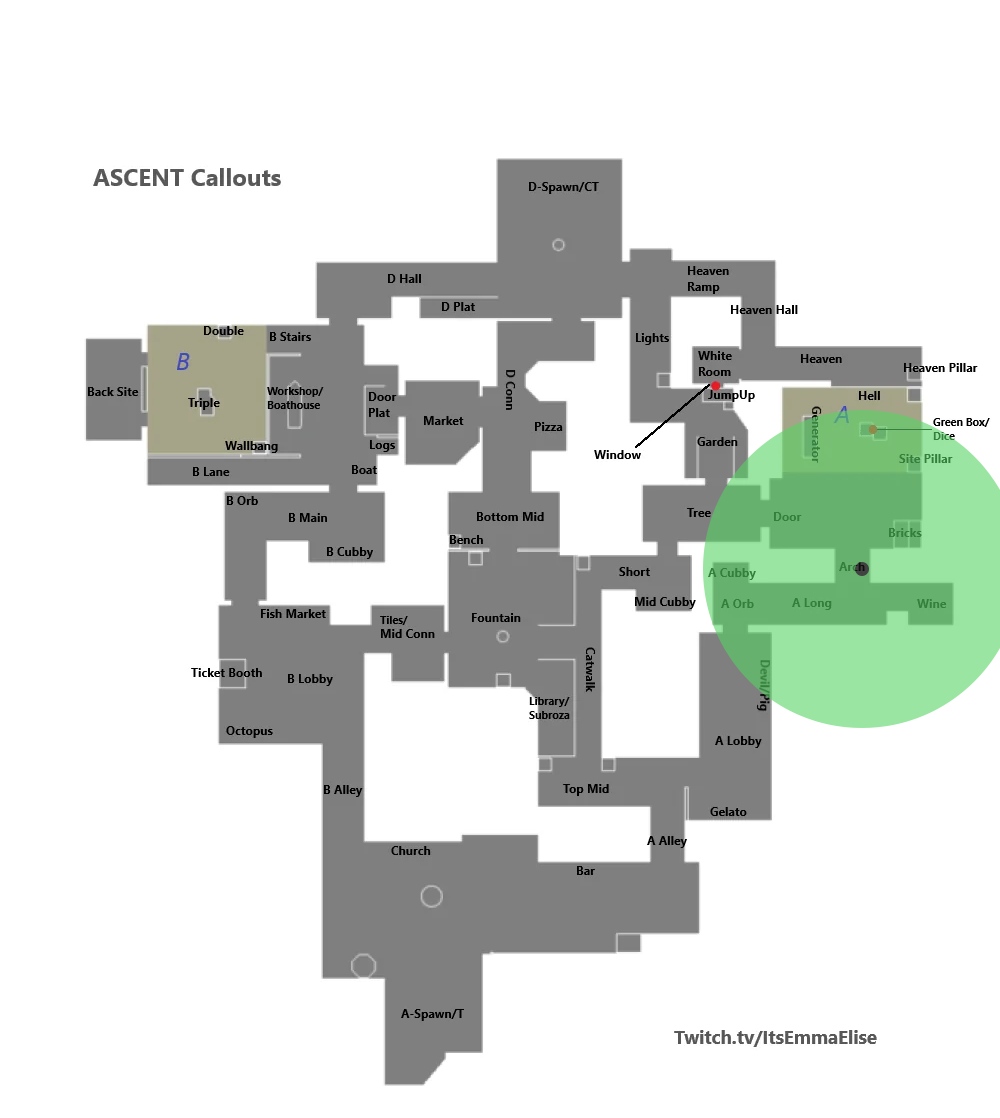 ASCENT Callouts
D-Spawn/CT
D Hall
Heaven
Ramp
D Plat
Heaven Hall
Double
B Stairs
Lights
White
Room
Heaven
Heaven Pillar
B
Back Site
Triple
Workshop/
Boathouse
Door
Plat
D Conn
JumpUp
Hell
A
Generator
Green Box/
Dice
Market
Pizza
Garden
Window
Wallbang
Logs
B Lane
Boat
Site Pillar
B Orb
B Main
Bottom Mid
Tree
Door
Bench
Bricks
B Cubby
Short
A Cubby
Arch
Mid Cubby
A Orb
A Long
Wine
Fish Market
Tiles/
Mid Conn
Fountain
Ticket Booth
B Lobby
Catwalk
Devil/Pig
Library/
Subroza
Octopus
A Lobby
B Alley
Top Mid
Gelato
A Alley
Church
Bar
A-Spawn/T
Twitch.tv/ItsEmmaElise